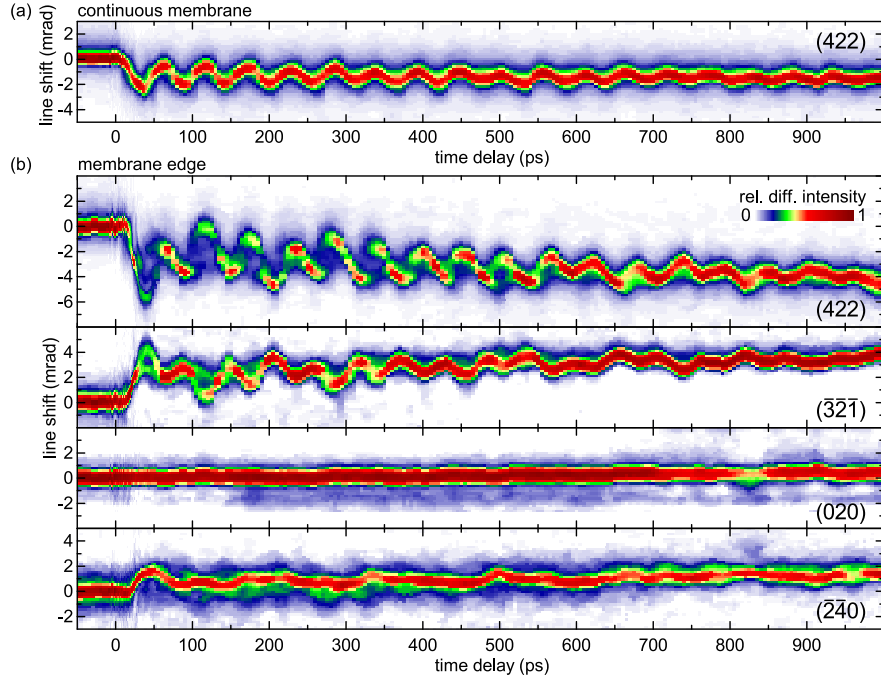 (a) continuous membrane
line shift (mrad)
2
0
-2
-4
(422)
0 100 200 300 400 500 600 700 800 900
time delay (ps)
(b) membrane edge
rel. diff. intensity
0 1
2
0
-2
-4
-6
(422)
line shift (mrad)
4
2
0
(3̅2̅1̅)
2
0
-2
(020)
4
2
0
-2
(2̅4̅0)
0 100 200 300 400 500 600 700 800 900
time delay (ps)